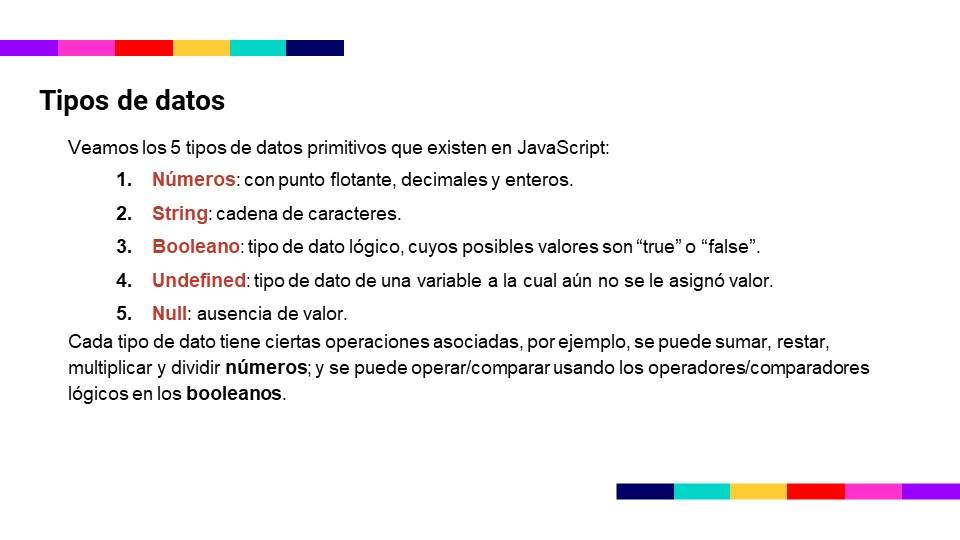 Tipos de datos
Veamos los 5 tipos de datos primitivos que existen en JavaScript:
1. Números: con punto flotante, decimales y enteros.
2. String: cadena de caracteres.
3. Booleano: tipo de dato lógico, cuyos posibles valores son “true” o “false”.
4. Undefined: tipo de dato de una variable a la cual aún no se le asignó valor.
5. Null: ausencia de valor.
Cada tipo de dato tiene ciertas operaciones asociadas, por ejemplo, se puede sumar, restar,
multiplicar y dividir números; y se puede operar/comparar usando los operadores/comparadores
lógicos en los booleanos.